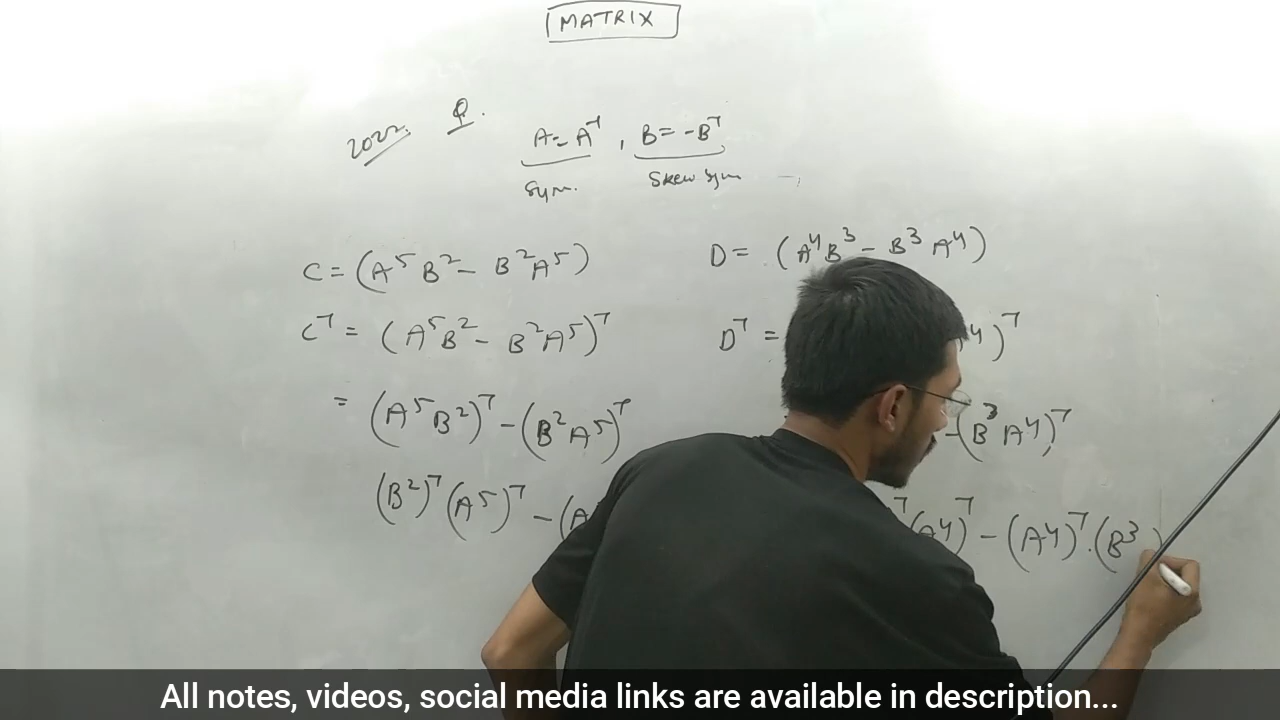 MATRIX
2022. Q.
A = A^T, B = -B^T
Sym. Skew Sym
C = (A^5 B^2 - B^2 A^5)
C^T = (A^5 B^2 - B^2 A^5)^T
= (A^5 B^2)^T - (B^2 A^5)^T
(B^2)^T (A^5)^T - (A
D = (A^4 B^3 - B^3 A^4)
D^T = 4)^T
- (B^3 A^4)^T
^T (A^4)^T - (A^4)^T . (B^3 )
All notes, videos, social media links are available in description...